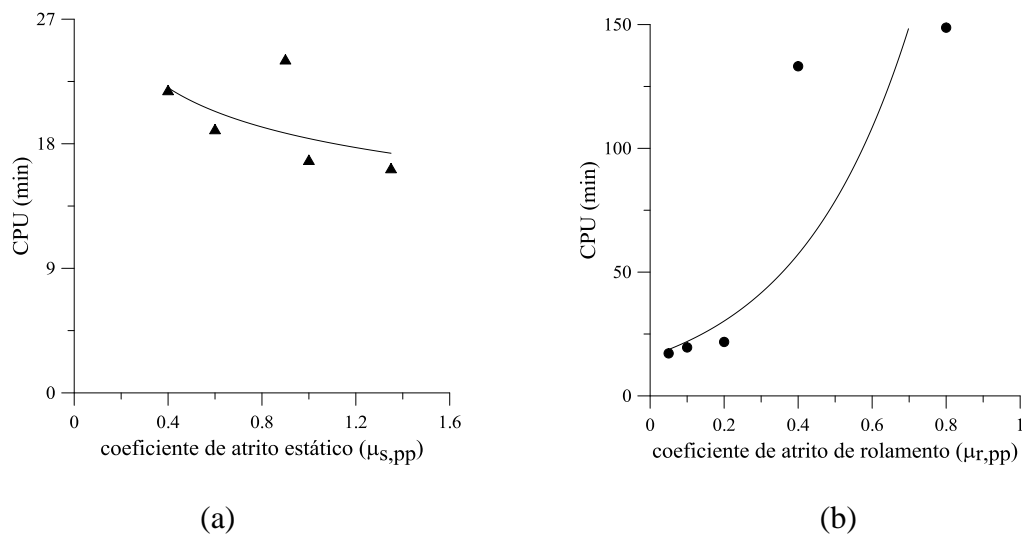 27
18
9
0
CPU (min)
0 0.4 0.8 1.2 1.6
coeficiente de atrito estático (μs,pp)
(a)
150
100
50
0
CPU (min)
0 0.2 0.4 0.6 0.8 1
coeficiente de atrito de rolamento (μr,pp)
(b)